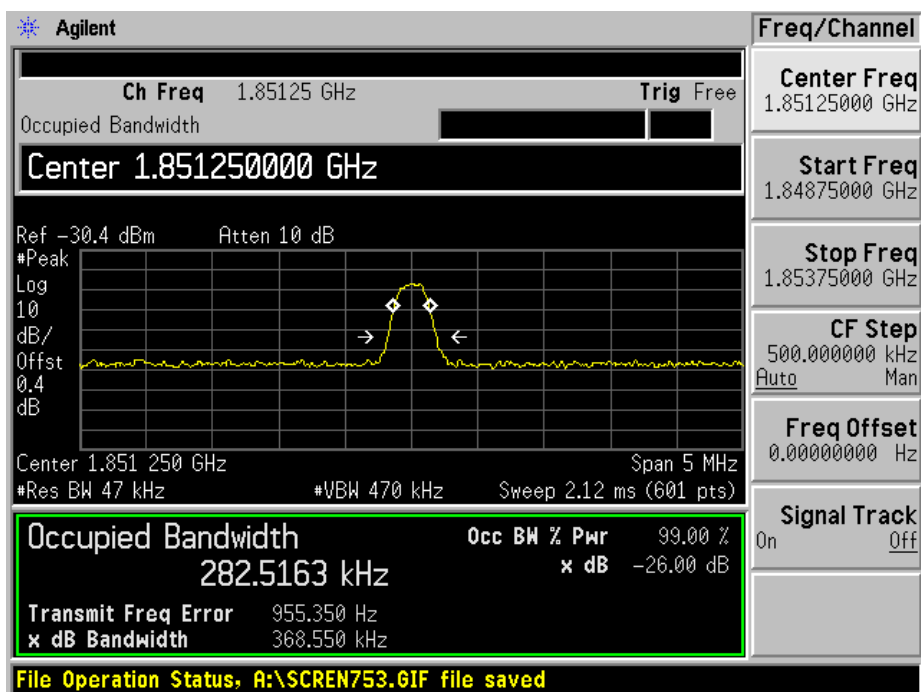 Agilent
Freq/Channel
Ch Freq 1.85125 GHz Trig Free
Occupied Bandwidth
Center 1.851250000 GHz
Ref -30.4 dBm Atten 10 dB
#Peak
Log
10
dB/
Offst
0.4
dB
Center 1.851 250 GHz Span 5 MHz
#Res BW 47 kHz #VBW 470 kHz Sweep 2.12 ms (601 pts)
Occupied Bandwidth Occ BW % Pwr 99.00 %
282.5163 kHz x dB -26.00 dB
Transmit Freq Error 955.350 Hz
x dB Bandwidth 368.550 kHz
File Operation Status, A:\SCREN753.GIF file saved
Center Freq
1.85125000 GHz
Start Freq
1.84875000 GHz
Stop Freq
1.85375000 GHz
CF Step
500.000000 kHz
Auto Man
Freq Offset
0.00000000 Hz
Signal Track
On Off